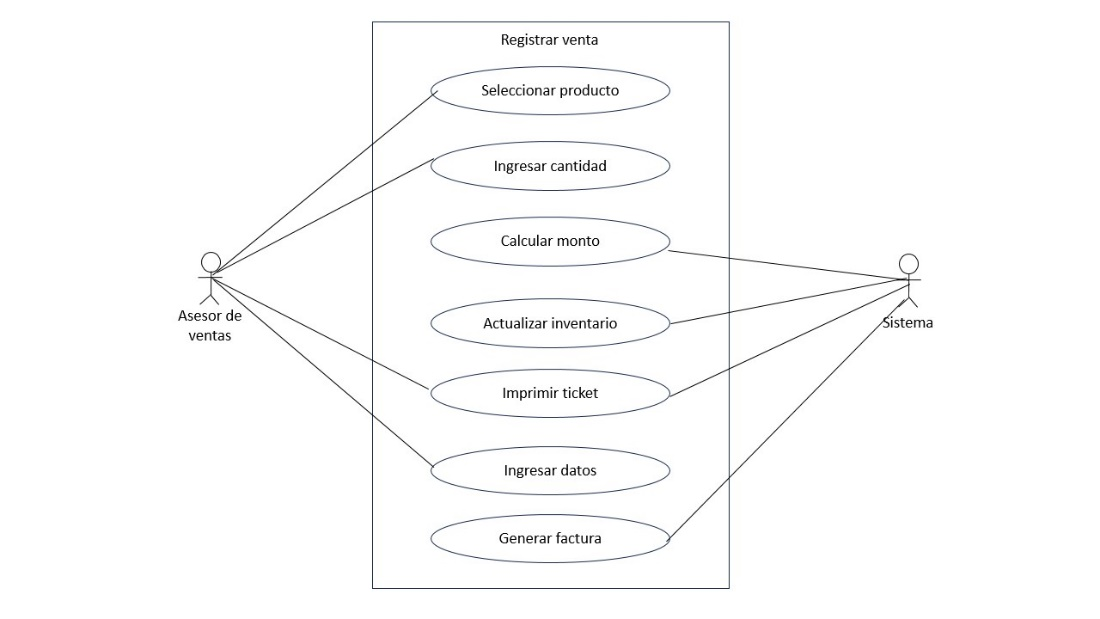 Registrar venta
Seleccionar producto
Ingresar cantidad
Calcular monto
Asesor de
ventas
Actualizar inventario
Sistema
Imprimir ticket
Ingresar datos
Generar factura